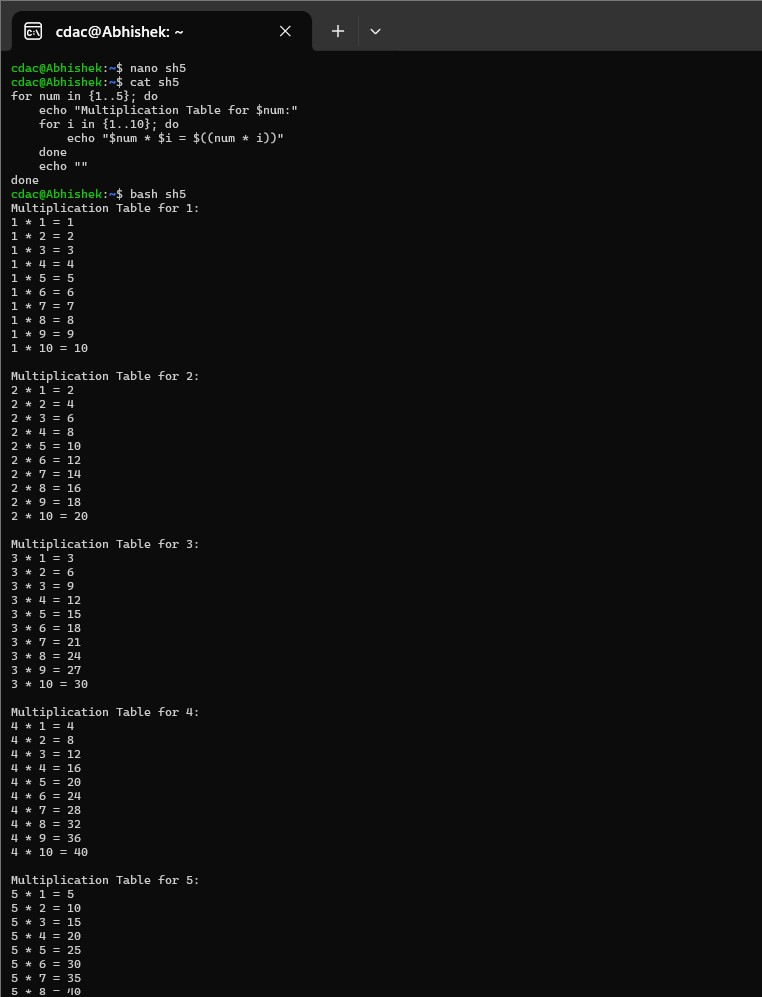 cdac@Abhishek: ~
cdac@Abhishek:~$ nano sh5
cdac@Abhishek:~$ cat sh5
for num in {1..5}; do
    echo "Multiplication Table for $num:"
    for i in {1..10}; do
        echo "$num * $i = $((num * i))"
    done
    echo ""
done
cdac@Abhishek:~$ bash sh5
Multiplication Table for 1:
1 * 1 = 1
1 * 2 = 2
1 * 3 = 3
1 * 4 = 4
1 * 5 = 5
1 * 6 = 6
1 * 7 = 7
1 * 8 = 8
1 * 9 = 9
1 * 10 = 10

Multiplication Table for 2:
2 * 1 = 2
2 * 2 = 4
2 * 3 = 6
2 * 4 = 8
2 * 5 = 10
2 * 6 = 12
2 * 7 = 14
2 * 8 = 16
2 * 9 = 18
2 * 10 = 20

Multiplication Table for 3:
3 * 1 = 3
3 * 2 = 6
3 * 3 = 9
3 * 4 = 12
3 * 5 = 15
3 * 6 = 18
3 * 7 = 21
3 * 8 = 24
3 * 9 = 27
3 * 10 = 30

Multiplication Table for 4:
4 * 1 = 4
4 * 2 = 8
4 * 3 = 12
4 * 4 = 16
4 * 5 = 20
4 * 6 = 24
4 * 7 = 28
4 * 8 = 32
4 * 9 = 36
4 * 10 = 40

Multiplication Table for 5:
5 * 1 = 5
5 * 2 = 10
5 * 3 = 15
5 * 4 = 20
5 * 5 = 25
5 * 6 = 30
5 * 7 = 35
5 * 8 = 40